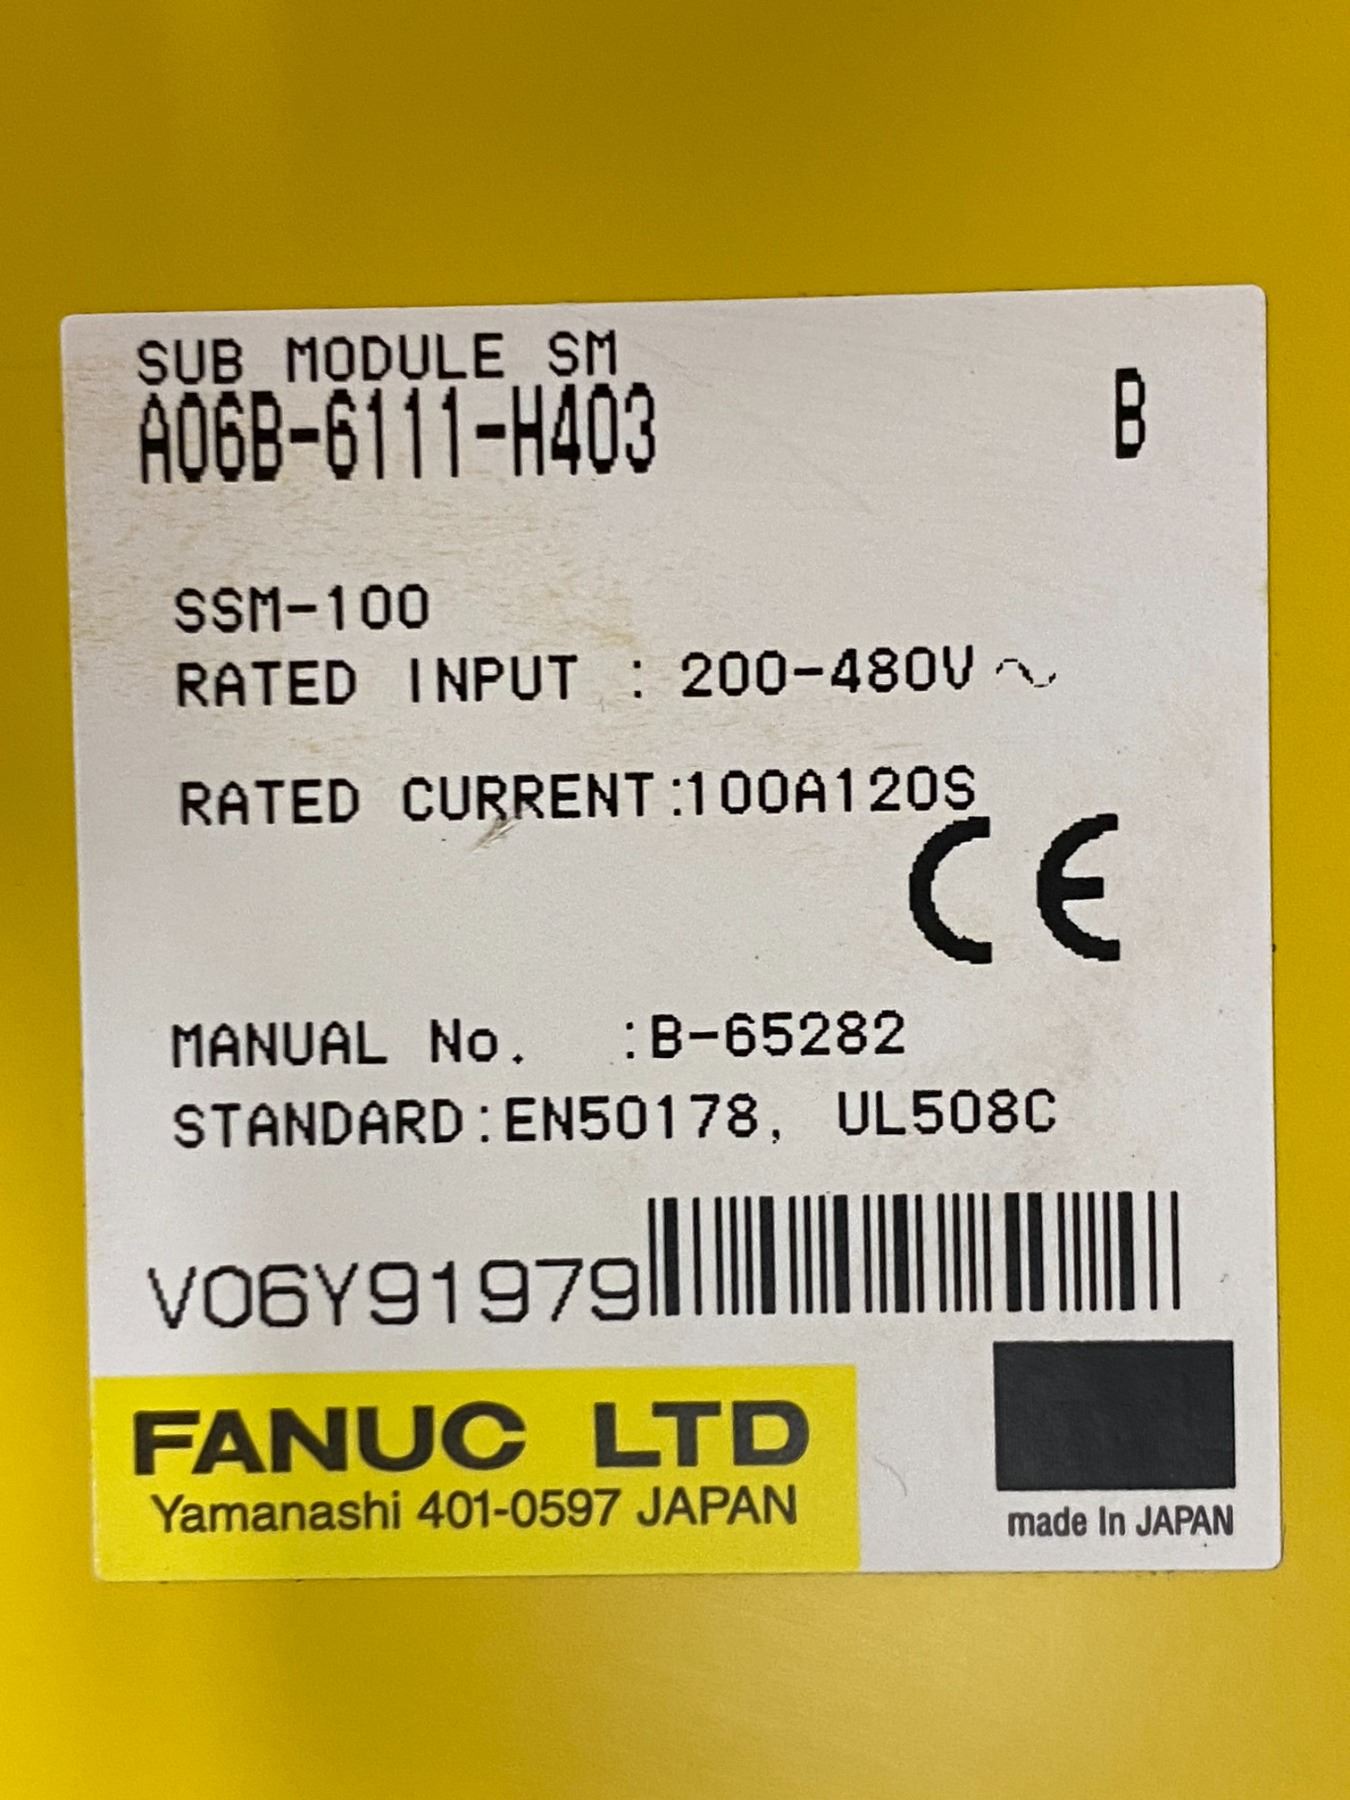 SUB MODULE SM
A06B-6111-H403 B
SSM-100
RATED INPUT : 200-480V ~
RATED CURRENT:100A120S
CE
MANUAL No. :B-65282
STANDARD:EN50178, UL508C
V06Y91979
FANUC LTD
Yamanashi 401-0597 JAPAN
made In JAPAN